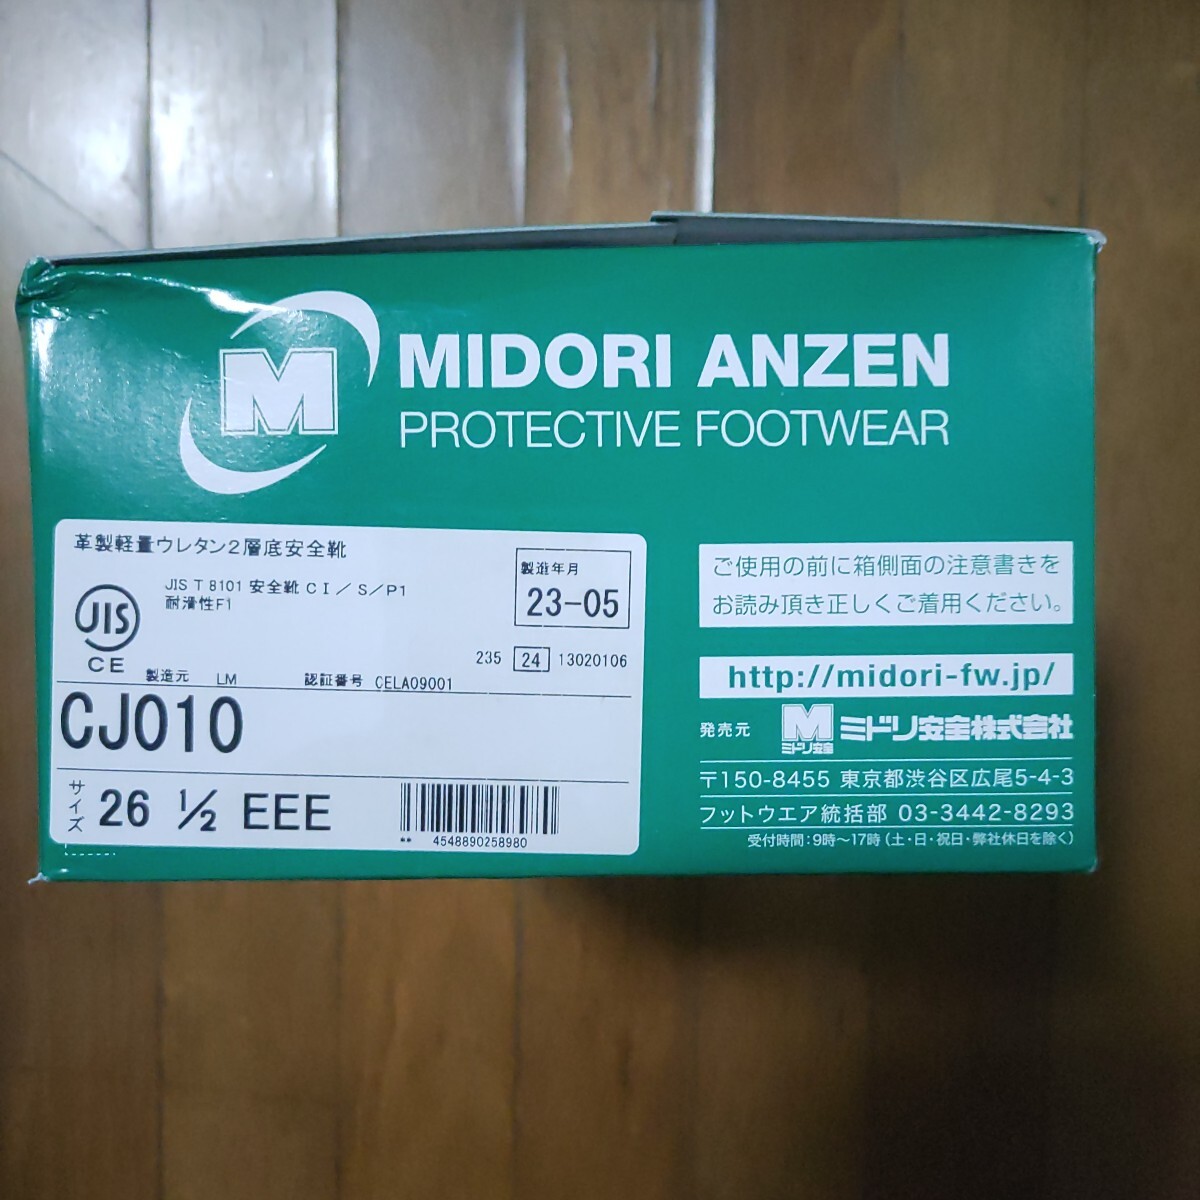 M
MIDORI ANZEN
PROTECTIVE FOOTWEAR
革製軽量ウレタン2層底安全靴
JIS T 8101 安全靴 CI/S/P1
耐滑性F1
製造年月
23-05
JIS
CE
235 24 13020106
製造元 LM 認証番号 CELA09001
CJ010
サイズ 26 ½ EEE
4548890258980
ご使用の前に箱側面の注意書きを
お読み頂き正しくご着用ください。
http://midori-fw.jp/
発売元 M ミドリ安全 ミドリ安全株式会社
〒150-8455 東京都渋谷区広尾5-4-3
フットウエア統括部 03-3442-8293
受付時間:9時〜17時(土・日・祝日・弊社休日を除く)